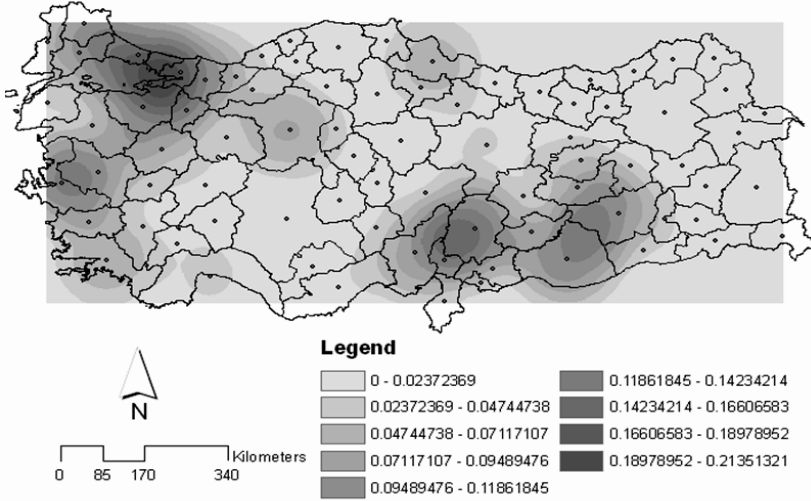 Legend
0 - 0.02372369
0.02372369 - 0.04744738
0.04744738 - 0.07117107
0.07117107 - 0.09489476
0.09489476 - 0.11861845
0.11861845 - 0.14234214
0.14234214 - 0.16606583
0.16606583 - 0.18978952
0.18978952 - 0.21351321
N
Kilometers
0 85 170 340